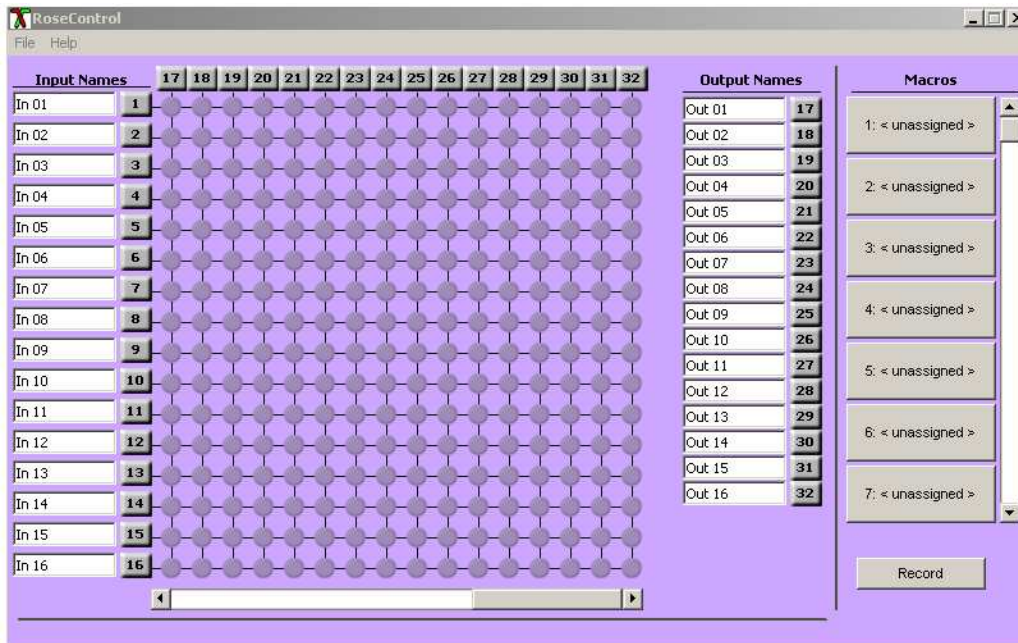 RoseControl
File Help
Input Names 17 18 19 20 21 22 23 24 25 26 27 28 29 30 31 32 Output Names Macros
In 01 1
In 02 2
In 03 3
In 04 4
In 05 5
In 06 6
In 07 7
In 08 8
In 09 9
In 10 10
In 11 11
In 12 12
In 13 13
In 14 14
In 15 15
In 16 16
Out 01 17
Out 02 18
Out 03 19
Out 04 20
Out 05 21
Out 06 22
Out 07 23
Out 08 24
Out 09 25
Out 10 26
Out 11 27
Out 12 28
Out 13 29
Out 14 30
Out 15 31
Out 16 32
1: < unassigned >
2: < unassigned >
3: < unassigned >
4: < unassigned >
5: < unassigned >
6: < unassigned >
7: < unassigned >
Record